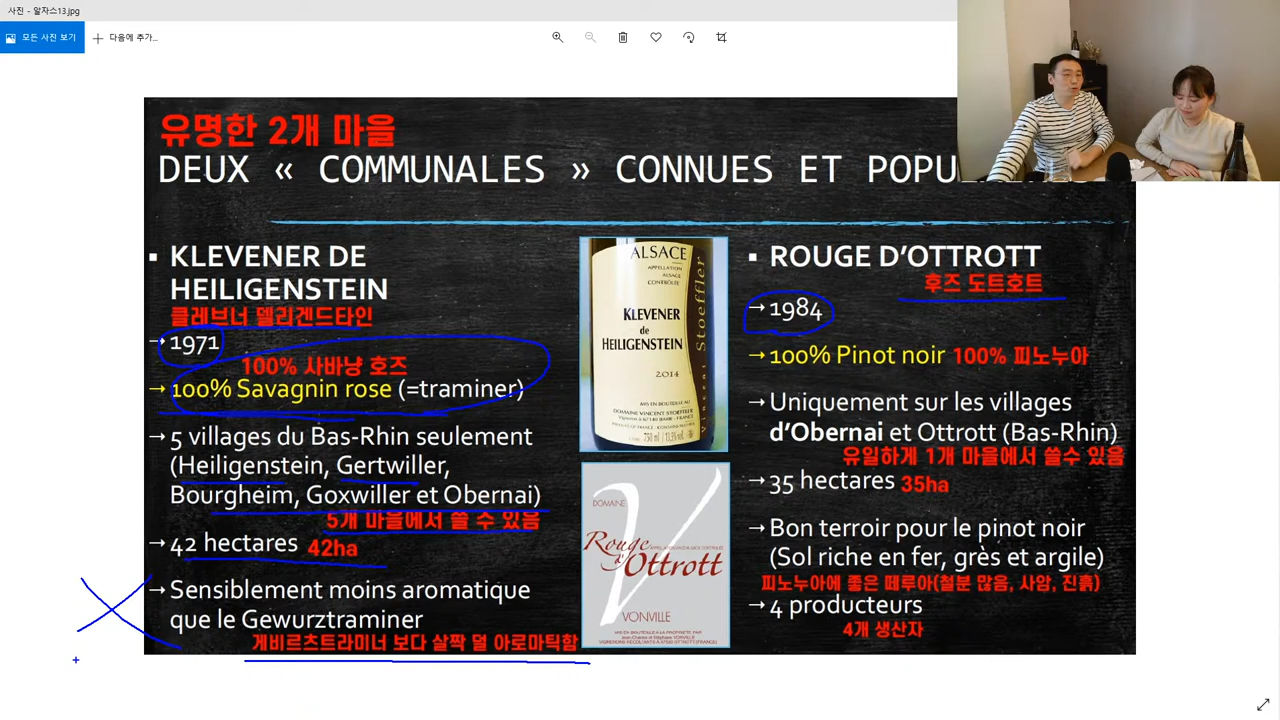 사진 - 알자스13.jpg
모든 사진 보기
다음에 추가...
유명한 2개 마을
DEUX « COMMUNALES » CONNUES ET
▪ KLEVENER DE
HEILIGENSTEIN
클레브너 델리겐드타인
→ 1971
100% 사바냥 호즈
→ 100% Savagnin rose (=traminer)
→ 5 villages du Bas-Rhin seulement
(Heiligenstein, Gertwiller,
Bourgheim, Goxwiller et Obernai)
5개 마을에서 쓸 수 있음
→ 42 hectares 42ha
→ Sensiblement moins aromatique
que le Gewurztraminer
게비르츠트라미너 보다 살짝 덜 아로마틱함
ALSACE
APPELLATION
ALSACE
CONTRÔLÉE
KLEVENER
de
HEILIGENSTEIN
2014
Vincent Stoeffler
MIS EN BOUTEILLE AU
DOMAINE VINCENT STOEFFLER
DOMAINE
Rouge
d'Ottrott
VONVILLE
▪ ROUGE D'OTTROTT
후즈 도트호트
→ 1984
→ 100% Pinot noir 100% 피노누아
→ Uniquement sur les villages
d'Obernai et Ottrott (Bas-Rhin)
유일하게 1개 마을에서 쓸수 있음
→ 35 hectares 35ha
→ Bon terroir pour le pinot noir
(Sol riche en fer, grès et argile)
피노누아에 좋은 떼루아(철분 많음, 사암, 진흙)
→ 4 producteurs
4개 생산자